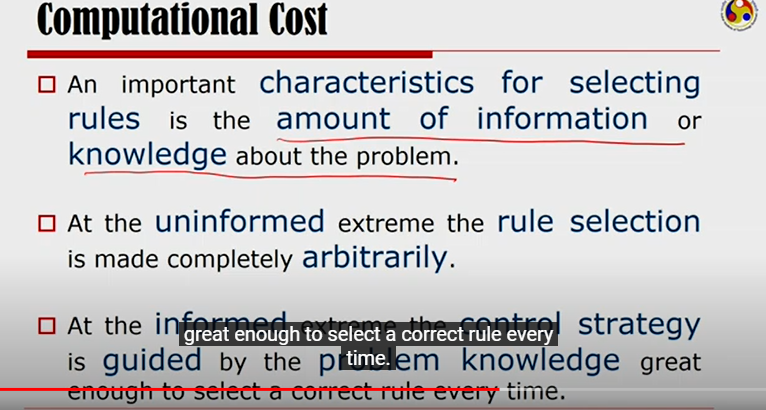 Computational Cost
An important characteristics for selecting
rules is the amount of information or
knowledge about the problem.
At the uninformed extreme the rule selection
is made completely arbitrarily.
At the informed extreme the control strategy
great enough to select a correct rule every
time.
is guided by the problem knowledge great
enough to select a correct rule every time.